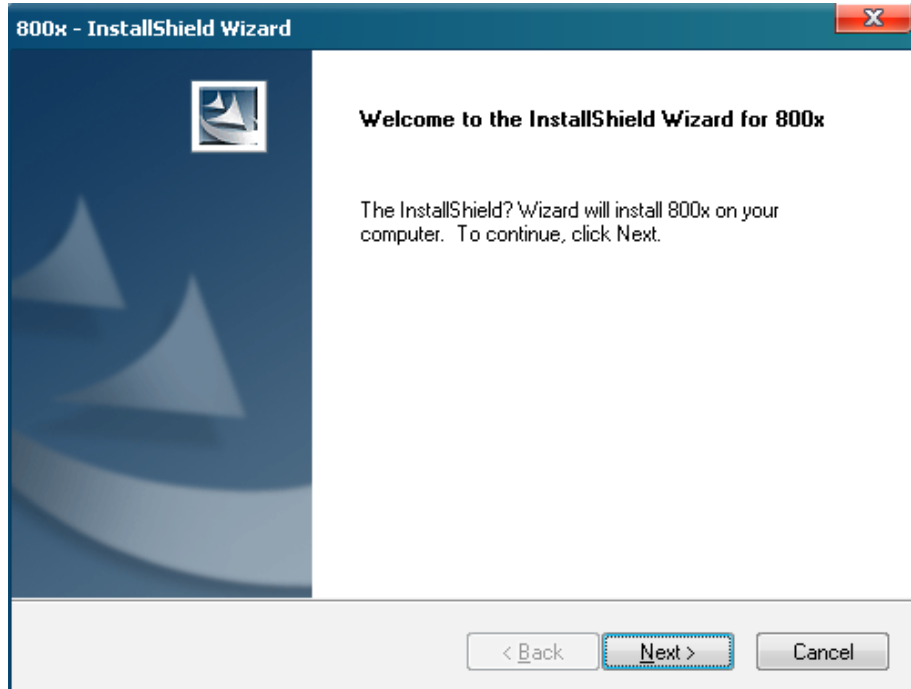 800x - InstallShield Wizard
Welcome to the InstallShield Wizard for 800x
The InstallShield? Wizard will install 800x on your
computer.  To continue, click Next.
< Back
Next >
Cancel